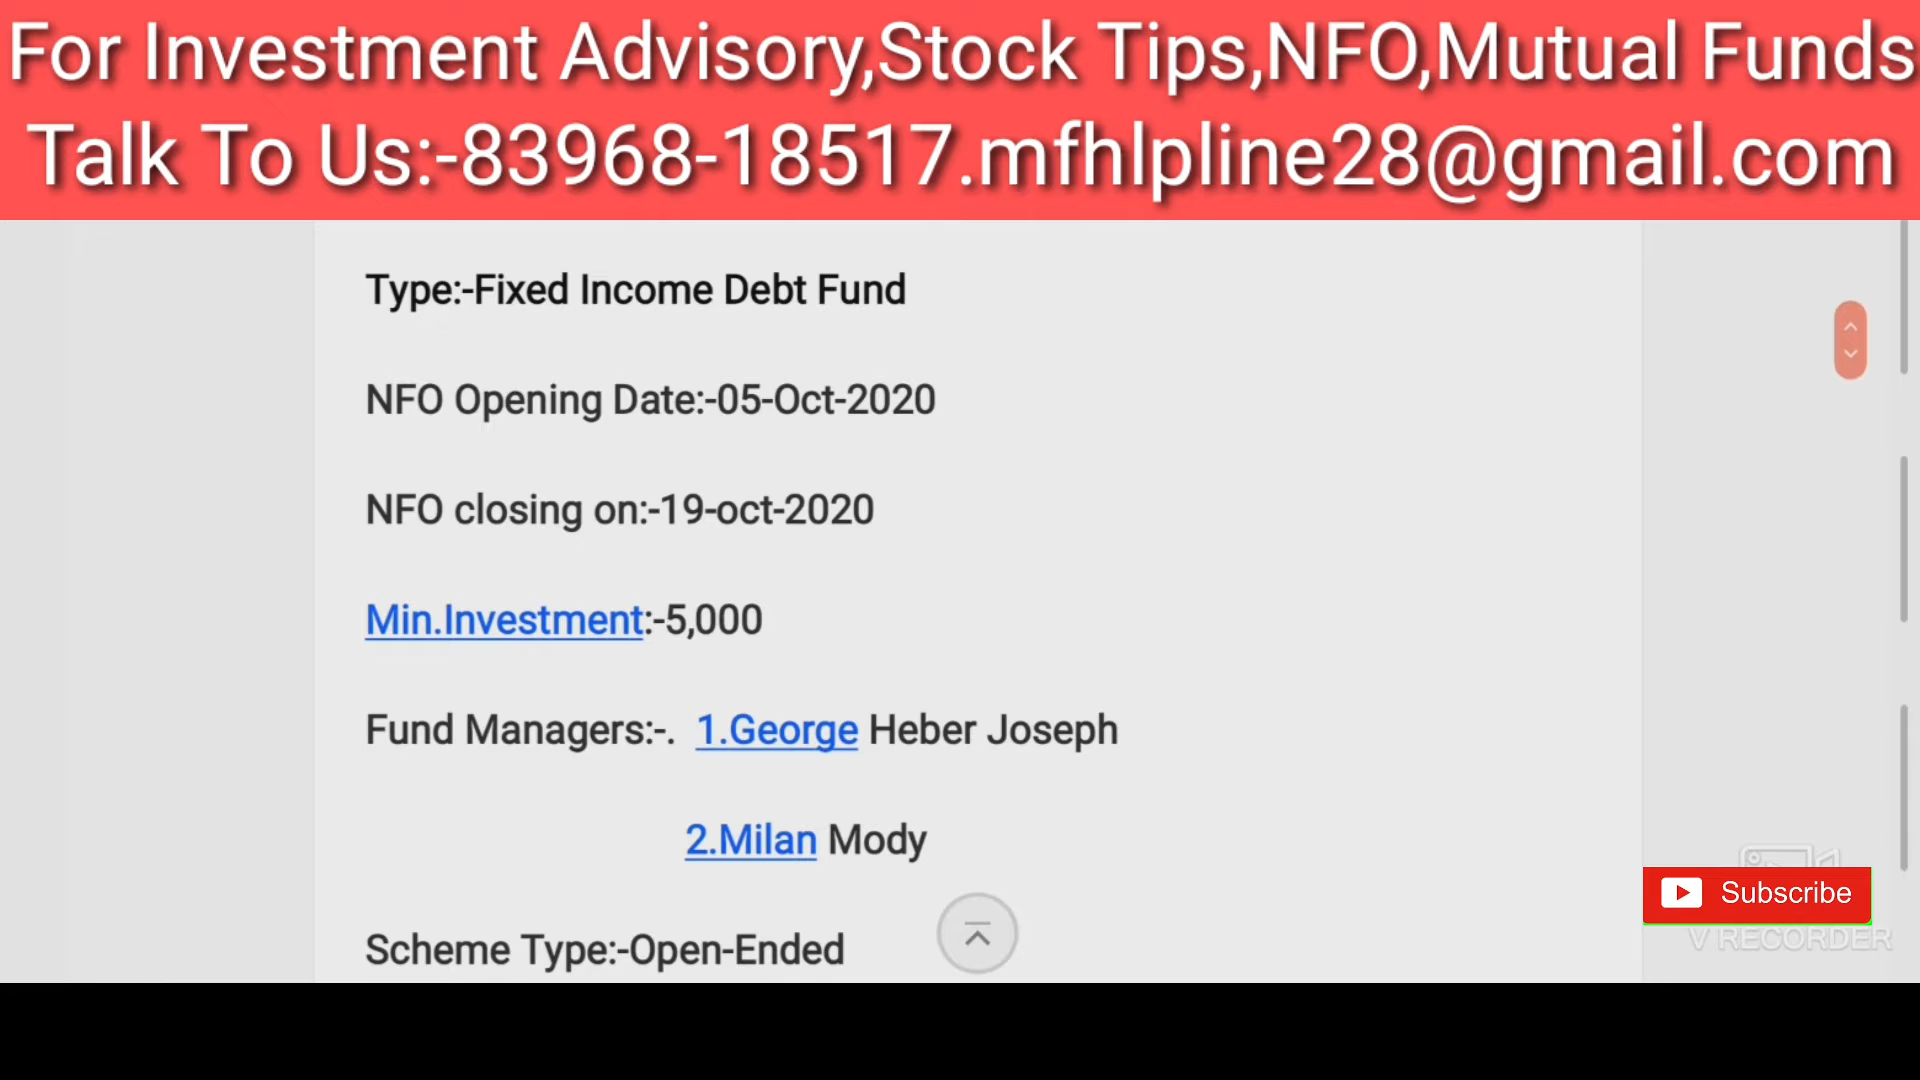 For Investment Advisory,Stock Tips,NFO,Mutual Funds
Talk To Us:-83968-18517.mfhlpline28@gmail.com
Type:-Fixed Income Debt Fund
NFO Opening Date:-05-Oct-2020
NFO closing on:-19-oct-2020
Min.Investment:-5,000
Fund Managers:-. 1.George Heber Joseph
2.Milan Mody
Subscribe
V RECORDER
Scheme Type:-Open-Ended